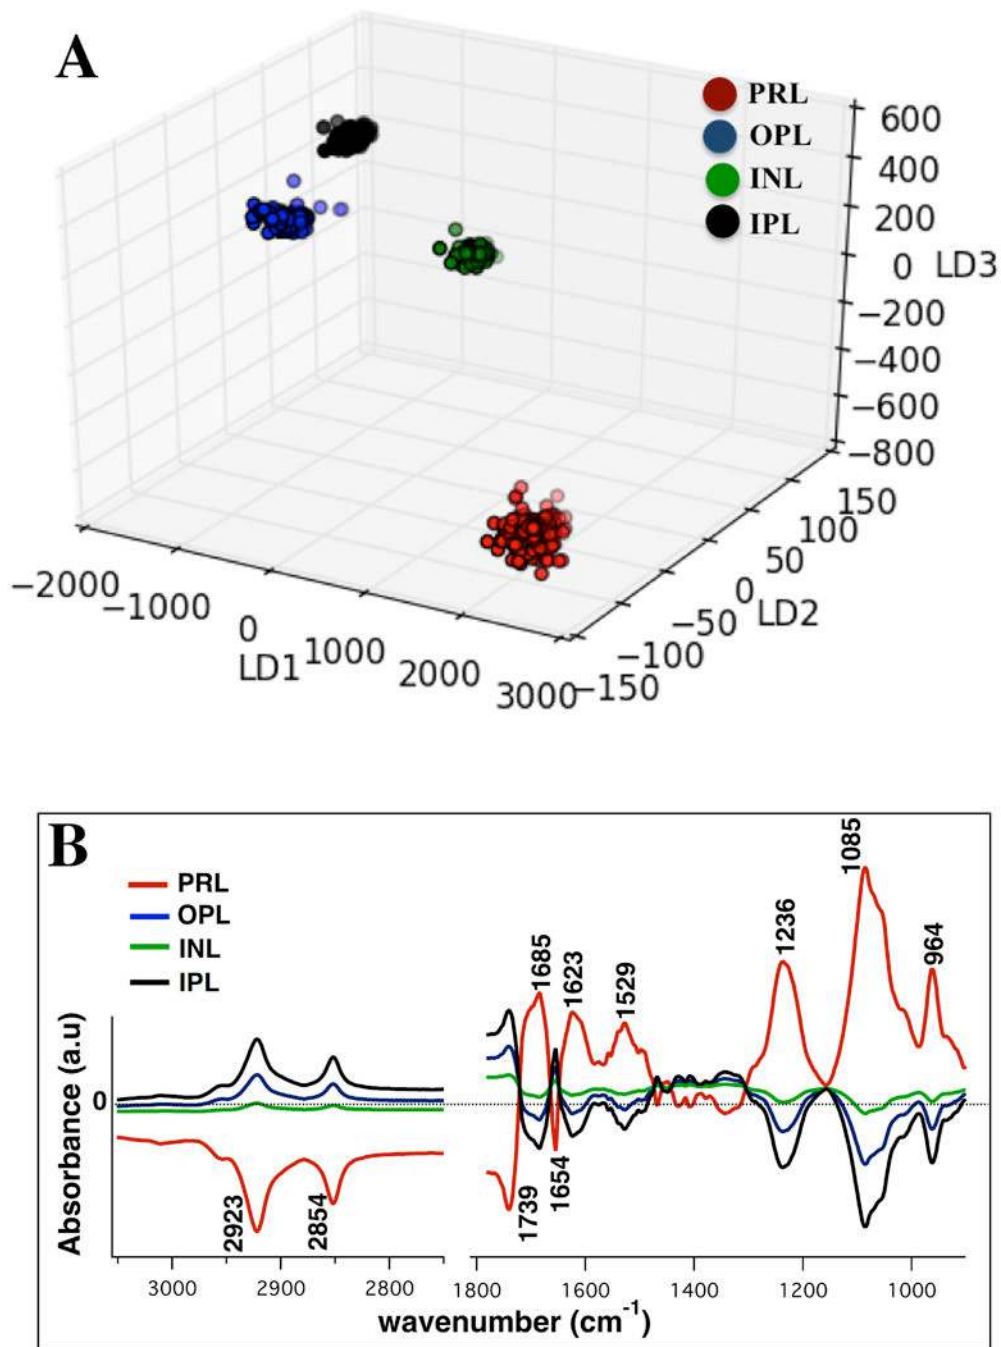 A
PRL
OPL
INL
IPL
600
400
200
0 LD3
−200
−400
−600
−800
150
100
50
0
LD2
−50
−100
−150
−2000
−1000
0
LD1
1000
2000
3000
B
PRL
OPL
INL
IPL
Absorbance (a.u)
0
2923
2854
1739
1685
1654
1623
1529
1236
1085
964
3000 2900 2800 1800 1600 1400 1200 1000
wavenumber (cm⁻¹)